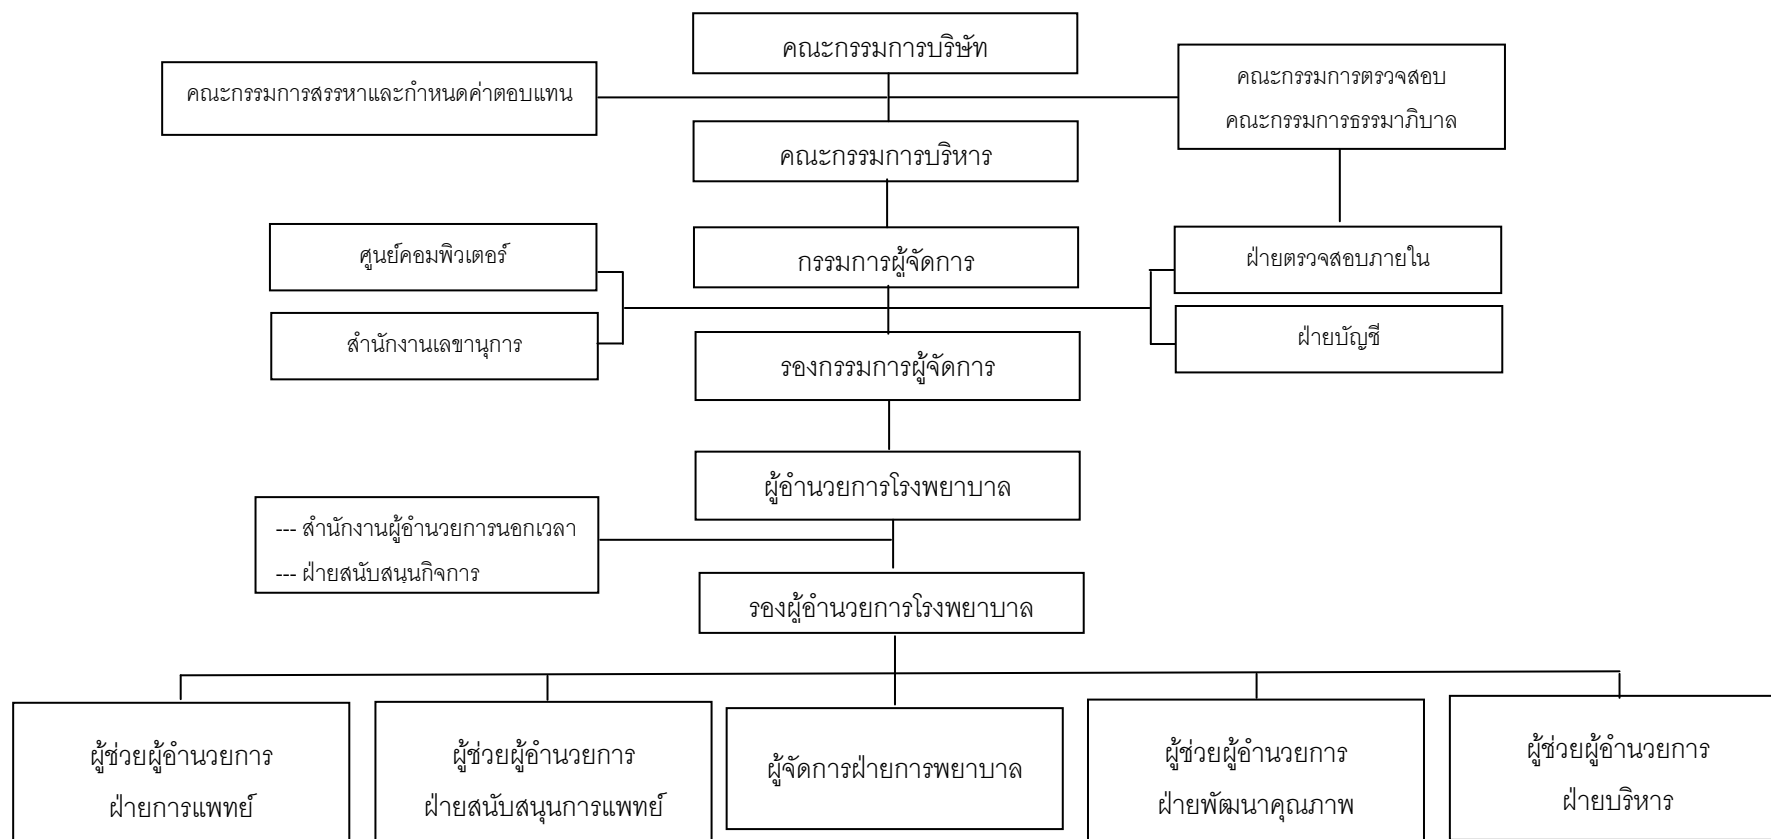 คณะกรรมการบริษัท
คณะกรรมการสรรหาและกำหนดค่าตอบแทน
คณะกรรมการตรวจสอบ
คณะกรรมการธรรมาภิบาล
คณะกรรมการบริหาร
ศูนย์คอมพิวเตอร์
กรรมการผู้จัดการ
ฝ่ายตรวจสอบภายใน
สำนักงานเลขานุการ
รองกรรมการผู้จัดการ
ฝ่ายบัญชี
ผู้อำนวยการโรงพยาบาล
--- สำนักงานผู้อำนวยการนอกเวลา
--- ฝ่ายสนับสนุนกิจการ
รองผู้อำนวยการโรงพยาบาล
ผู้ช่วยผู้อำนวยการ
ฝ่ายการแพทย์
ผู้ช่วยผู้อำนวยการ
ฝ่ายสนับสนุนการแพทย์
ผู้จัดการฝ่ายการพยาบาล
ผู้ช่วยผู้อำนวยการ
ฝ่ายพัฒนาคุณภาพ
ผู้ช่วยผู้อำนวยการ
ฝ่ายบริหาร